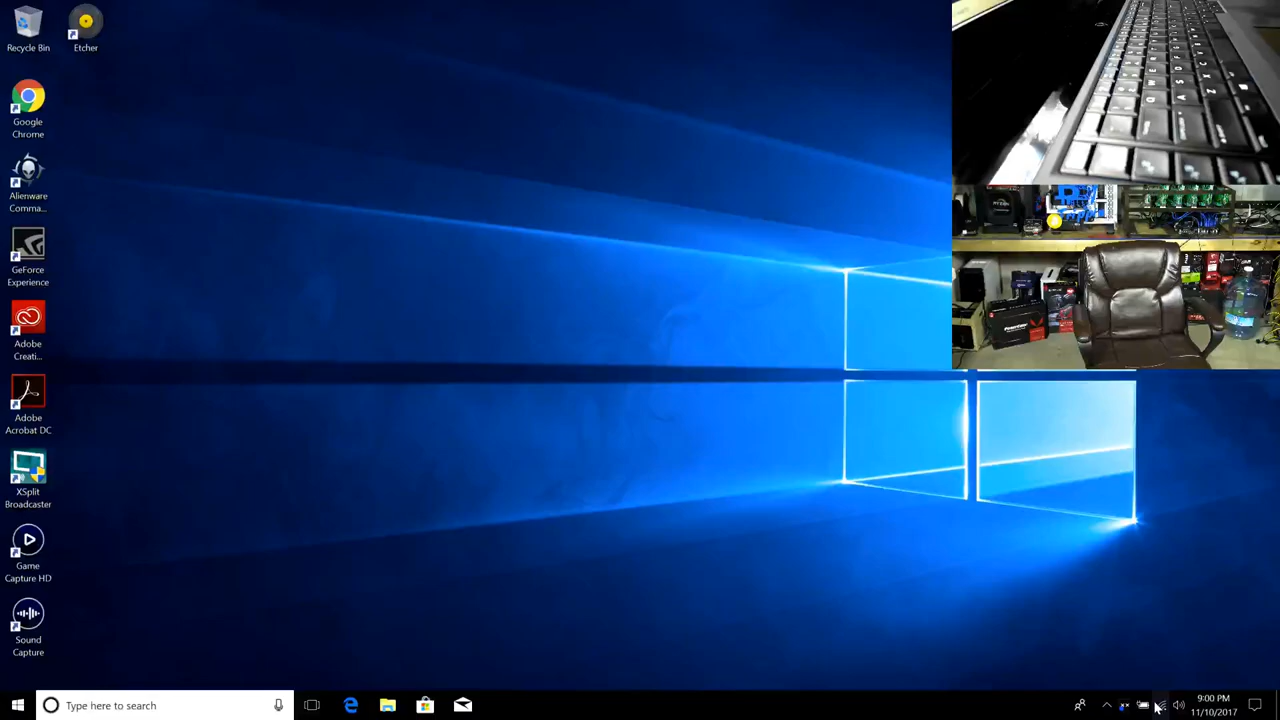 Recycle Bin
Etcher
Google
Chrome
Alienware
Comma...
GeForce
Experience
Adobe
Creati...
Adobe
Acrobat DC
XSplit
Broadcaster
Game
Capture HD
Sound
Capture
RYZEN
Type here to search
9:00 PM
11/10/2017